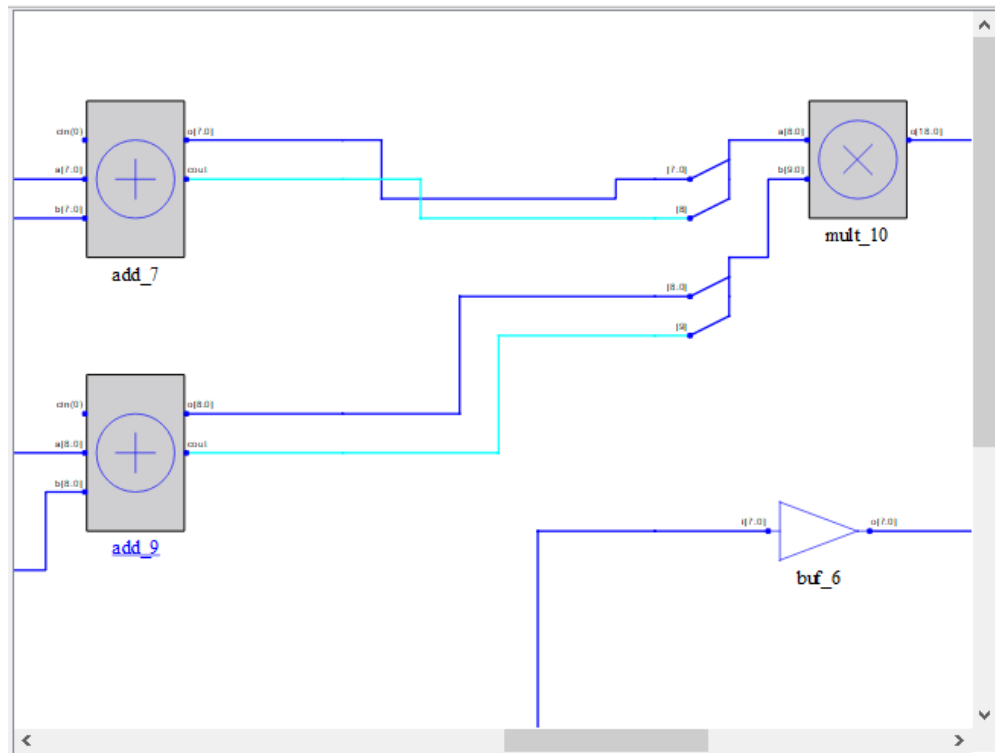 cin(0)
o[7.0]
a[7.0]
cout
b[7.0]
add_7
[7.0]
[8]
a[8.0]
o[18.0]
b[9.0]
mult_10
[8.0]
[9]
cin(0)
o[8.0]
a[8.0]
cout
b[8.0]
add_9
i[7.0]
o[7.0]
buf_6